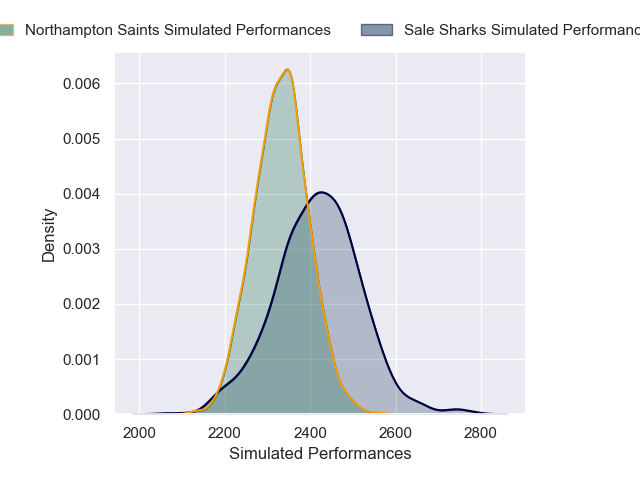 Northampton Saints Simulated Performances
Sale Sharks Simulated
0.006
0.005
0.004
0.003
0.002
0.001
0.000
Density
2000 2200 2400 2600 2800
Simulated Performances